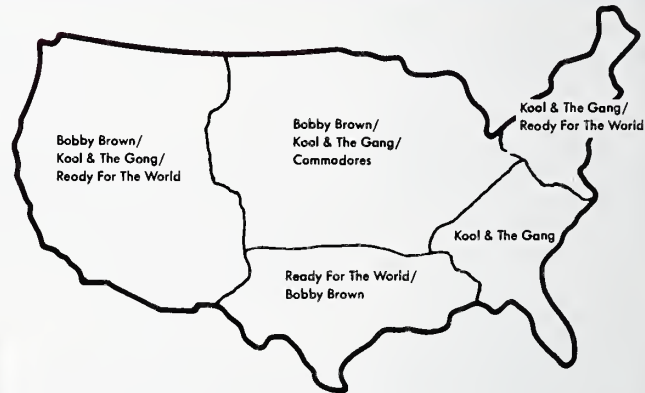 Bobby Brown/
Kool & The Gong/
Ready For The World
Bobby Brown/
Kool & The Gang/
Commodores
Kool & The Gang/
Ready For The World
Kool & The Gang
Ready For The World/
Bobby Brown